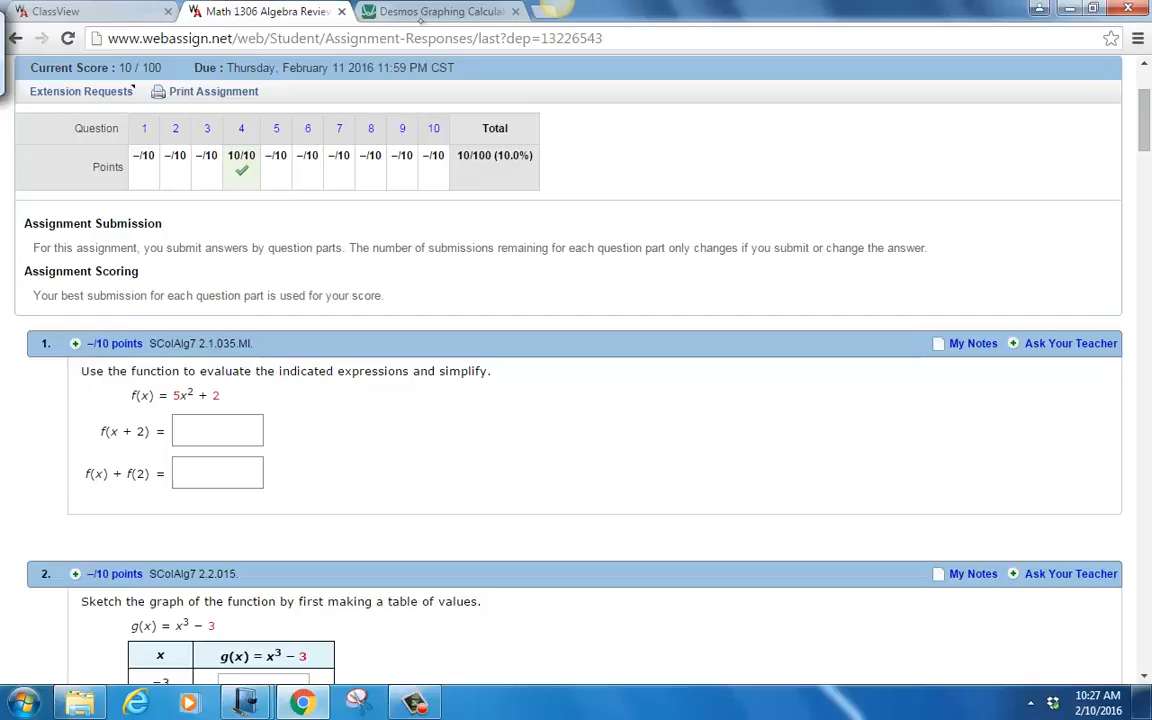 ClassView
Math 1306 Algebra Revie
Desmos Graphing Calcula
www.webassign.net/web/Student/Assignment-Responses/last?dep=13226543
Current Score : 10 / 100 Due : Thursday, February 11 2016 11:59 PM CST
Extension Requests Print Assignment
Question 1 2 3 4 5 6 7 8 9 10 Total
Points –/10 –/10 –/10 10/10 –/10 –/10 –/10 –/10 –/10 –/10 10/100 (10.0%)
Assignment Submission
For this assignment, you submit answers by question parts. The number of submissions remaining for each question part only changes if you submit or change the answer.
Assignment Scoring
Your best submission for each question part is used for your score.
1. –/10 points SColAlg7 2.1.035.MI. My Notes Ask Your Teacher
Use the function to evaluate the indicated expressions and simplify.
f(x) = 5x² + 2
f(x + 2) =
f(x) + f(2) =
2. –/10 points SColAlg7 2.2.015. My Notes Ask Your Teacher
Sketch the graph of the function by first making a table of values.
g(x) = x³ − 3
x g(x) = x³ − 3
−3
10:27 AM
2/10/2016